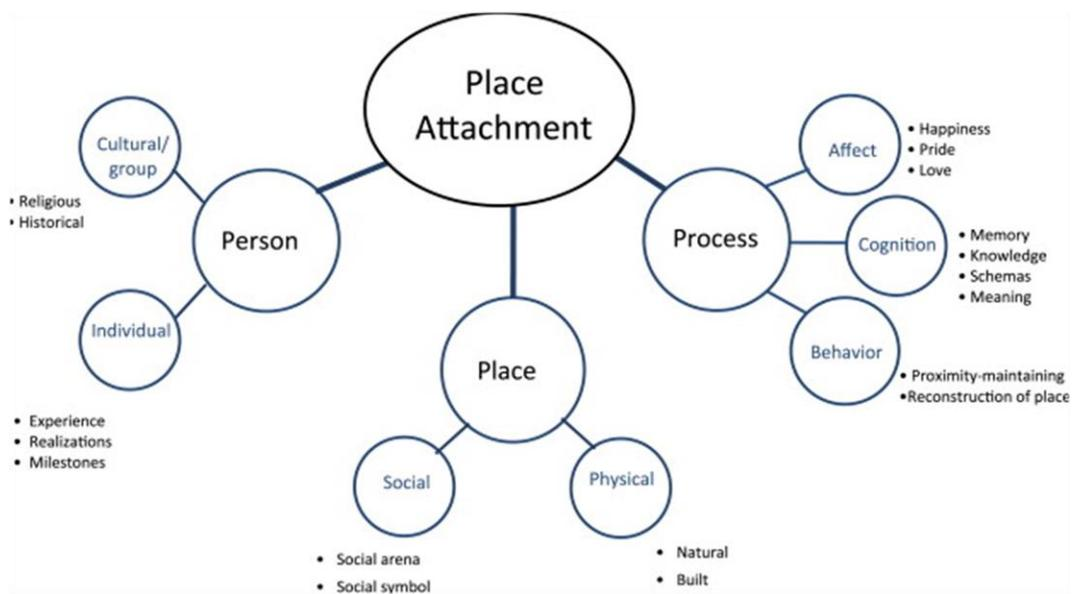 Place
Attachment
Cultural/
group
• Religious
• Historical
Person
Individual
• Experience
• Realizations
• Milestones
Place
Social
• Social arena
• Social symbol
Physical
• Natural
• Built
Process
Affect
• Happiness
• Pride
• Love
Cognition
• Memory
• Knowledge
• Schemas
• Meaning
Behavior
• Proximity-maintaining
•Reconstruction of place